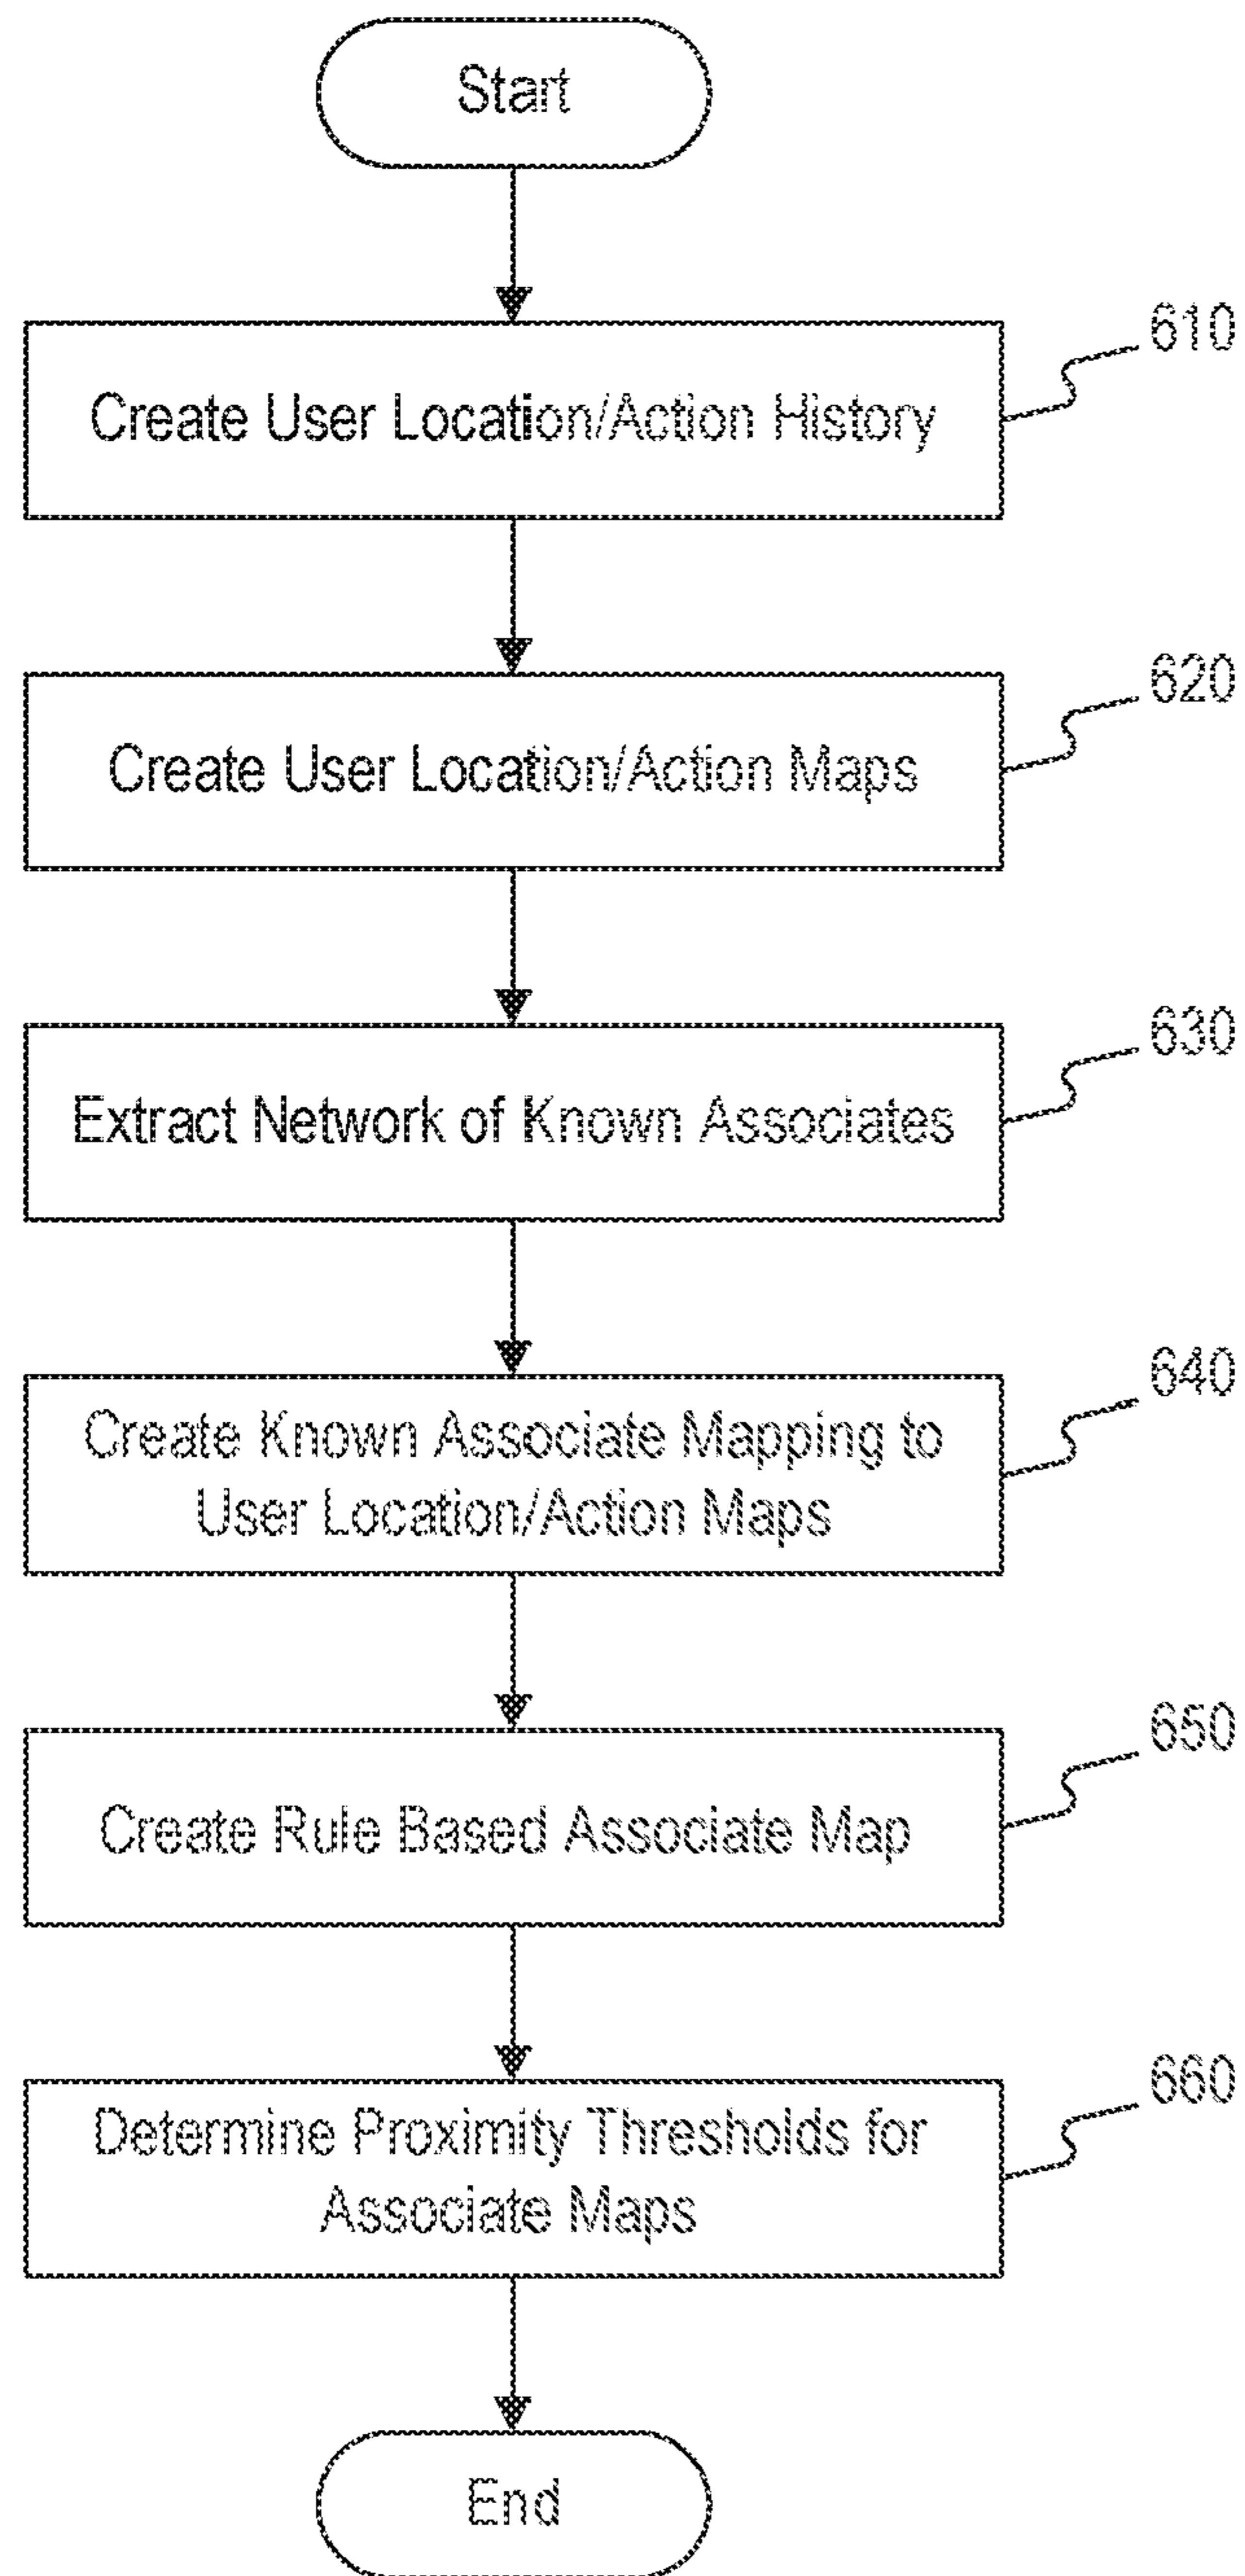 Start
610
Create User Location/Action History
620
Create User Location/Action Maps
630
Extract Network of Known Associates
640
Create Known Associate Mapping to
User Location/Action Maps
650
Create Rule Based Associate Map
660
Determine Proximity Thresholds for
Associate Maps
End